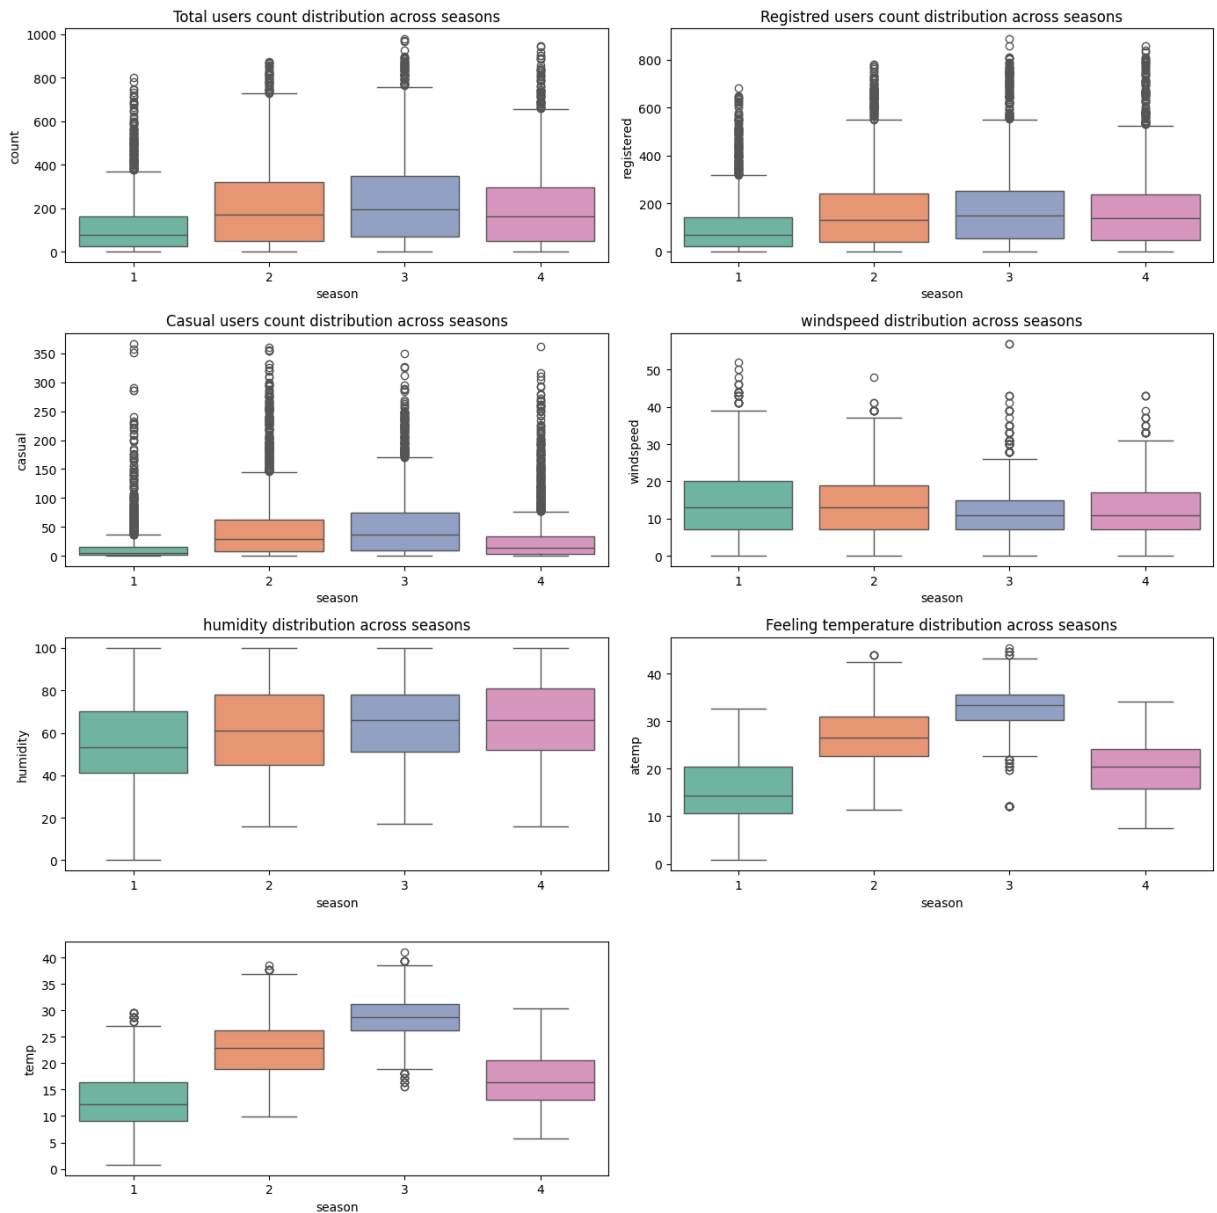 Total users count distribution across seasons
count
1000
800
600
400
200
0
1 2 3 4
season
Registred users count distribution across seasons
registered
800
600
400
200
0
1 2 3 4
season
Casual users count distribution across seasons
casual
350
300
250
200
150
100
50
0
1 2 3 4
season
windspeed distribution across seasons
windspeed
50
40
30
20
10
0
1 2 3 4
season
humidity distribution across seasons
humidity
100
80
60
40
20
0
1 2 3 4
season
Feeling temperature distribution across seasons
atemp
40
30
20
10
0
1 2 3 4
season
temp
40
35
30
25
20
15
10
5
0
1 2 3 4
season